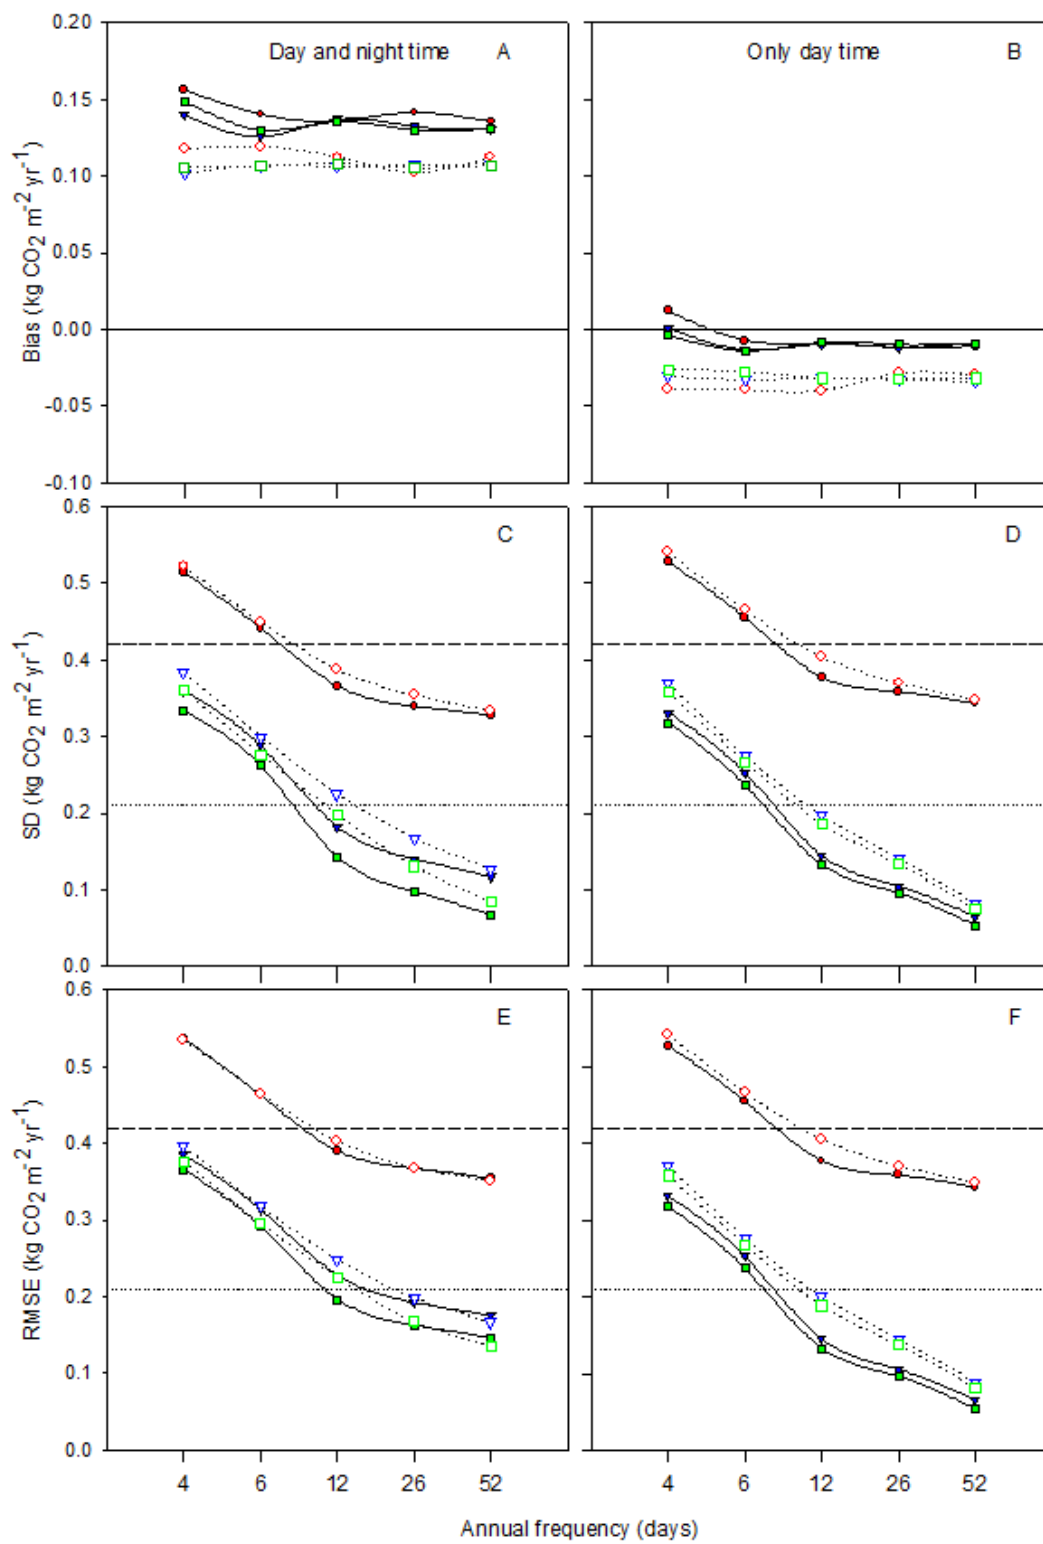 Day and night time A
Only day time B
0.20
0.15
0.10
0.05
0.00
-0.05
-0.10
Bias (kg CO2 m-2 yr-1)
C
D
0.6
0.5
0.4
0.3
0.2
0.1
0.0
SD (kg CO2 m-2 yr-1)
E
F
0.6
0.5
0.4
0.3
0.2
0.1
0.0
RMSE (kg CO2 m-2 yr-1)
4 6 12 26 52
4 6 12 26 52
Annual frequency (days)